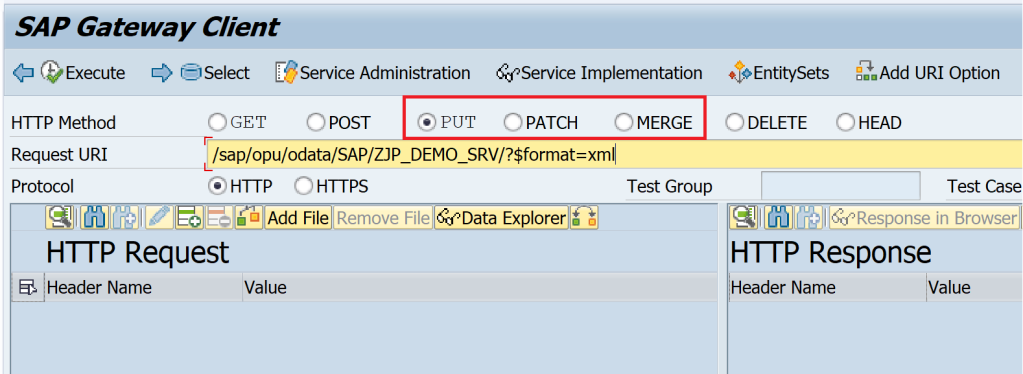 SAP Gateway Client
Execute Select Service Administration Service Implementation EntitySets Add URI Option
HTTP Method GET POST PUT PATCH MERGE DELETE HEAD
Request URI /sap/opu/odata/SAP/ZJP_DEMO_SRV/?$format=xml
Protocol HTTP HTTPS Test Group Test Case
Add File Remove File Data Explorer Response in Browser
HTTP Request HTTP Response
Header Name Value Header Name Value